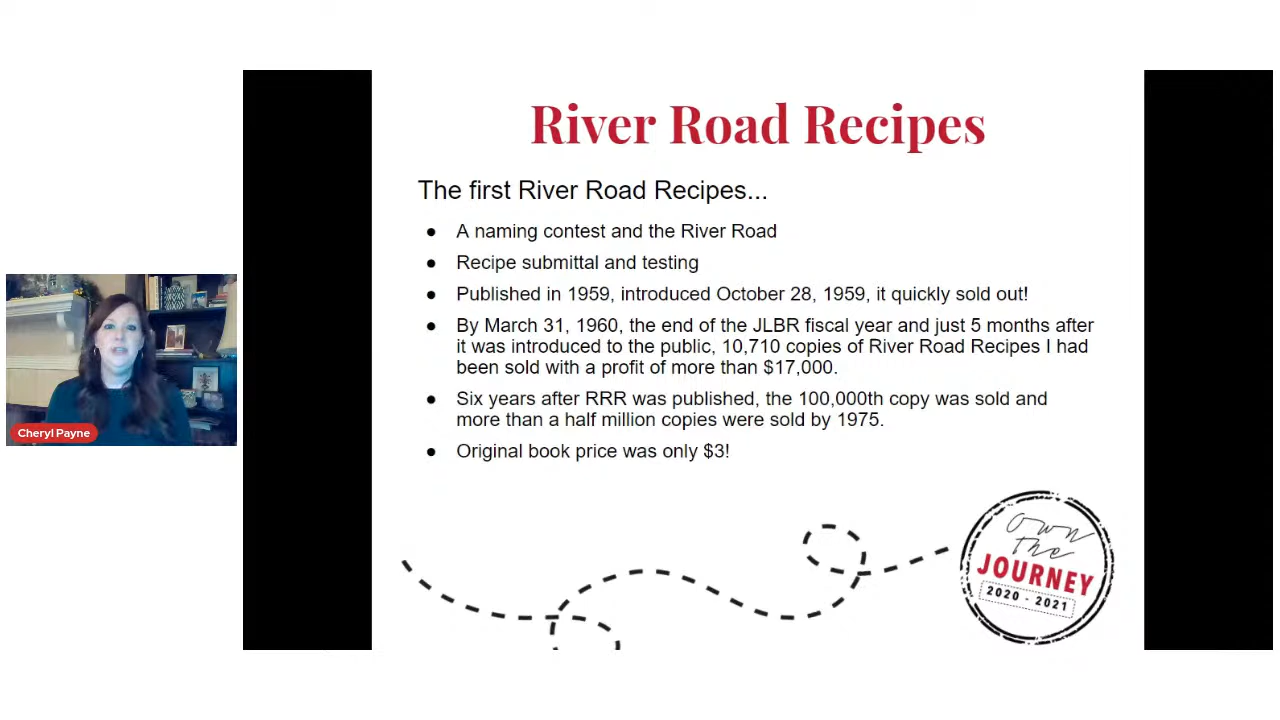 River Road Recipes
The first River Road Recipes...
● A naming contest and the River Road
● Recipe submittal and testing
● Published in 1959, introduced October 28, 1959, it quickly sold out!
● By March 31, 1960, the end of the JLBR fiscal year and just 5 months after
it was introduced to the public, 10,710 copies of River Road Recipes I had
been sold with a profit of more than $17,000.
● Six years after RRR was published, the 100,000th copy was sold and
more than a half million copies were sold by 1975.
● Original book price was only $3!
Cheryl Payne
own
the
JOURNEY
2020 - 2021